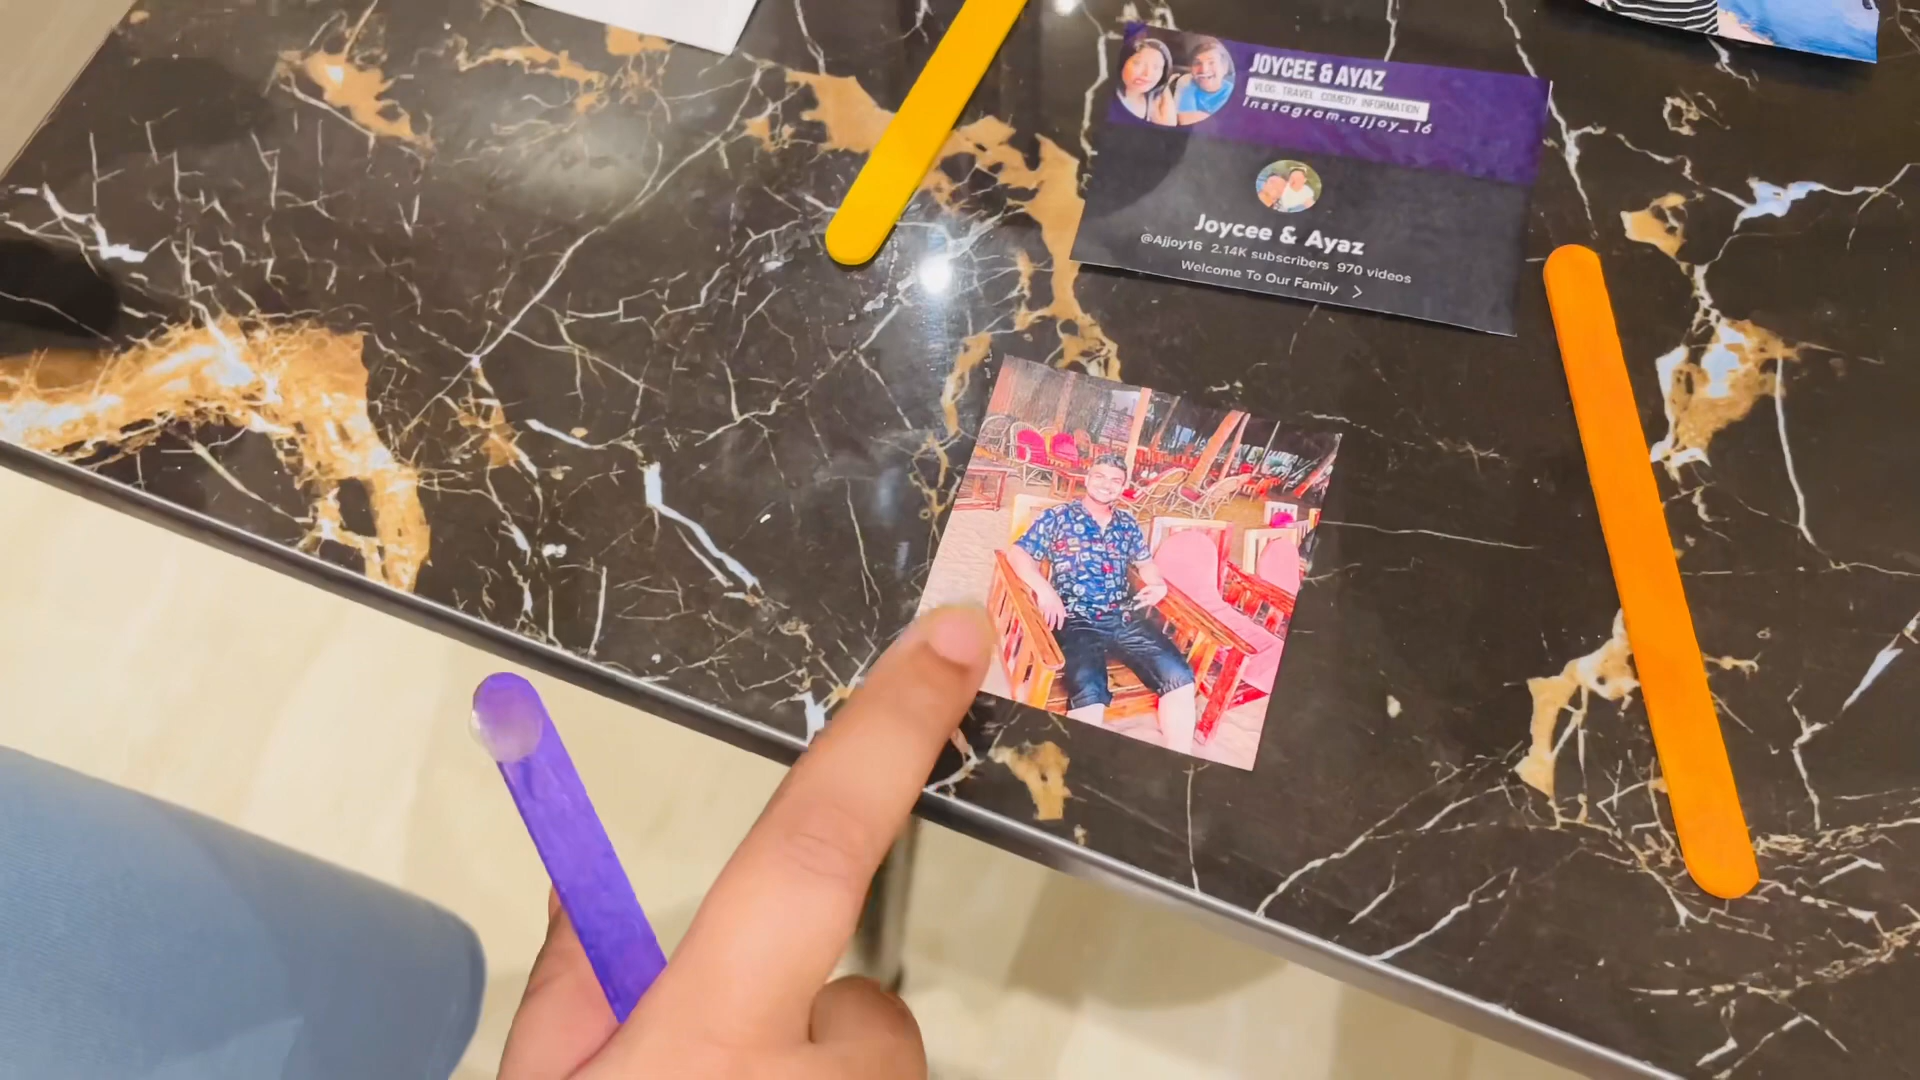 JOYCEE & AYAZ
VLOG TRAVEL COMEDY INFORMATION
Instagram.ajjoy_16
Joycee & Ayaz
@Ajjoy16 2.14K subscribers 970 videos
Welcome To Our Family >